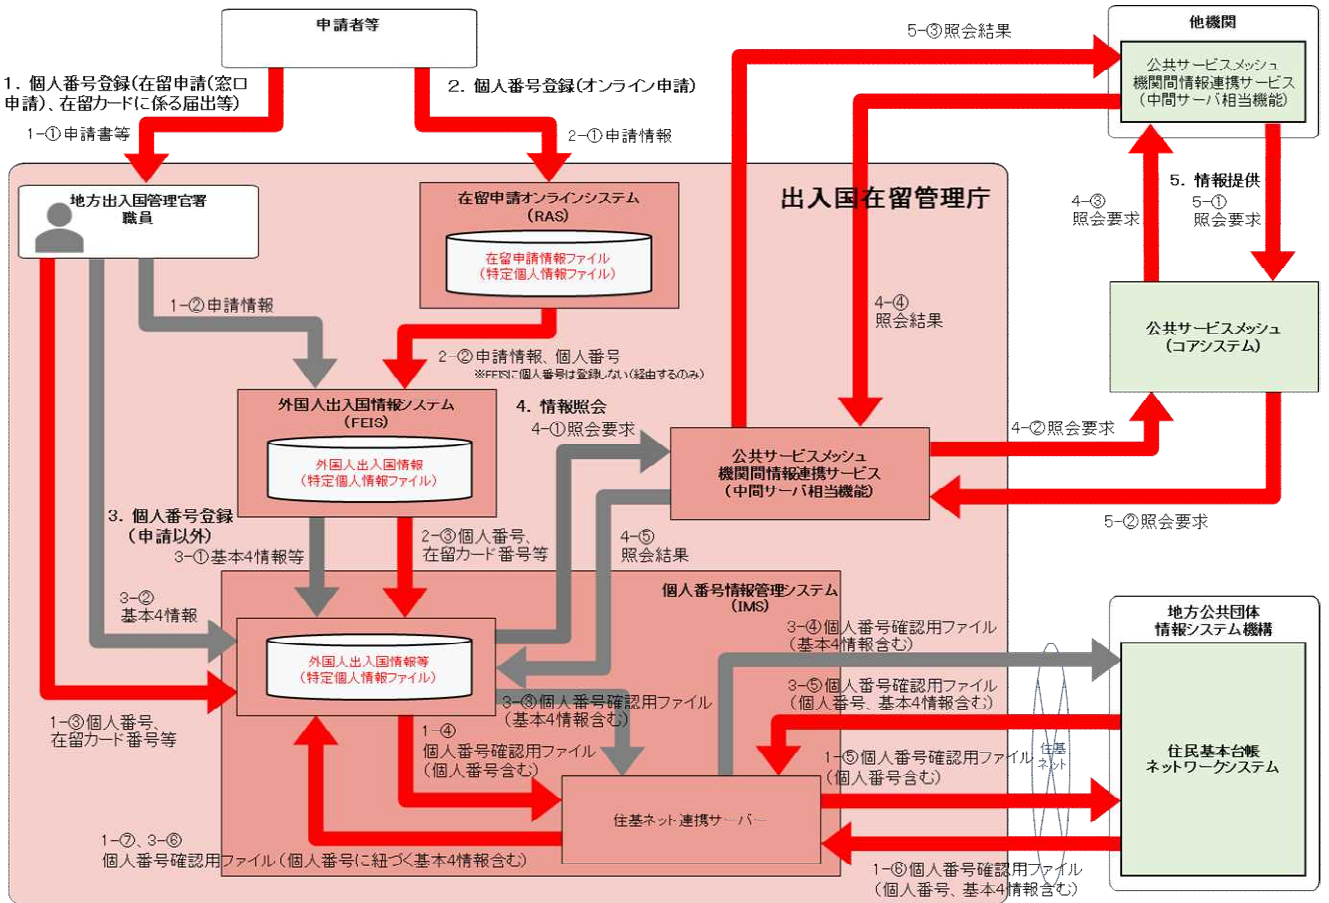 申請者等
1. 個人番号登録(在留申請(窓口
申請)、在留カードに係る届出等)
1-①申請書等
2. 個人番号登録(オンライン申請)
2-①申請情報
5-③照会結果
他機関
公共サービスメッシュ
機関間情報連携サービス
(中間サーバ相当機能)
出入国在留管理庁
地方出入国管理官署
職員
在留申請オンラインシステム
(RAS)
在留申請情報ファイル
(特定個人情報ファイル)
4-③
照会要求
5. 情報提供
5-①
照会要求
1-②申請情報
4-④
照会結果
公共サービスメッシュ
(コアシステム)
2-②申請情報、個人番号
※FEISに個人番号は登録しない(経由するのみ)
外国人出入国情報システム
(FEIS)
外国人出入国情報
(特定個人情報ファイル)
4. 情報照会
4-①照会要求
4-②照会要求
公共サービスメッシュ
機関間情報連携サービス
(中間サーバ相当機能)
5-②照会要求
3. 個人番号登録
(申請以外)
3-①基本4情報等
2-③個人番号、
在留カード番号等
4-⑤
照会結果
個人番号情報管理システム
(IMS)
3-②
基本4情報
外国人出入国情報等
(特定個人情報ファイル)
3-④個人番号確認用ファイル
(基本4情報含む)
地方公共団体
情報システム機構
3-③個人番号確認用ファイル
(基本4情報含む)
3-⑤個人番号確認用ファイル
(個人番号、基本4情報含む)
1-③個人番号、
在留カード番号等
1-④
個人番号確認用ファイル
(個人番号含む)
1-⑤個人番号確認用ファイル
(個人番号含む)
住基
ネット
住民基本台帳
ネットワークシステム
住基ネット連携サーバー
1-⑦、3-⑥
個人番号確認用ファイル(個人番号に紐づく基本4情報含む)
1-⑥個人番号確認用ファイル
(個人番号、基本4情報含む)